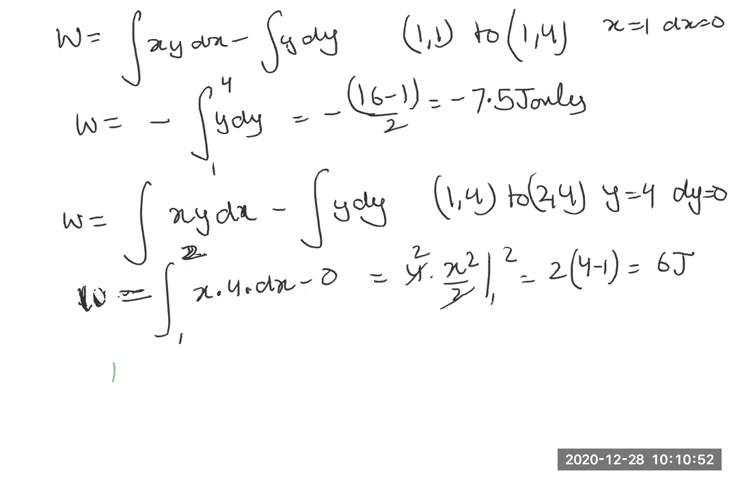 W = ∫xy dx − ∫y dy (1,1) to (1,4) x=1 dx=0
W = − ∫₁⁴ y dy = − (16−1)/2 = − 7.5 Joules
W = ∫ xy dx − ∫ y dy (1,4) to (2,4) y=4 dy=0
W = ∫₁² x.4.dx − 0 = 4̸² . x²/2̸ |₁² = 2(4−1) = 6J
2020-12-28 10:10:52